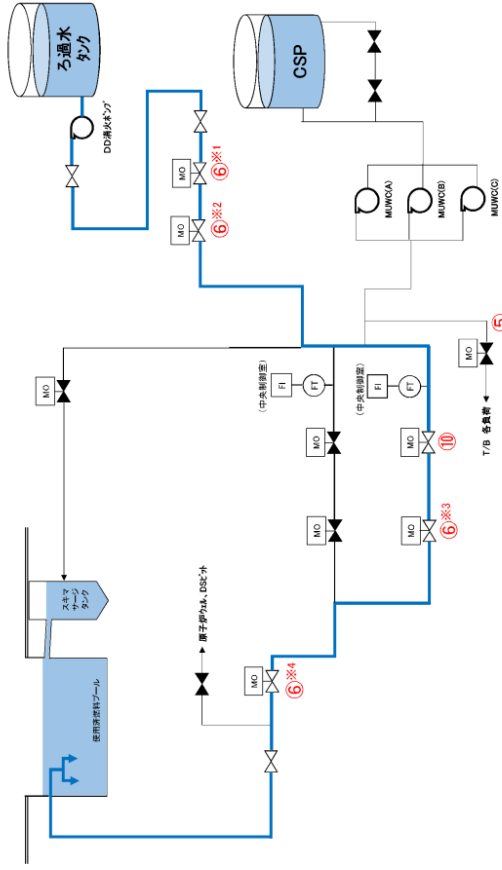 ろ過水
タンク
DD消火ポンプ
MO
⑥※1
MO
⑥※2
CSP
MUWC(A)
MUWC(B)
MUWC(C)
MO
⑤
T/B 各負荷
MO
(中央制御室)
FI
FT
MO
MO
(中央制御室)
FI
FT
MO
⑩
MO
⑥※3
スキマ
サージ
タンク
使用済燃料プール
原子炉ウェル、DSピット
MO
⑥※4